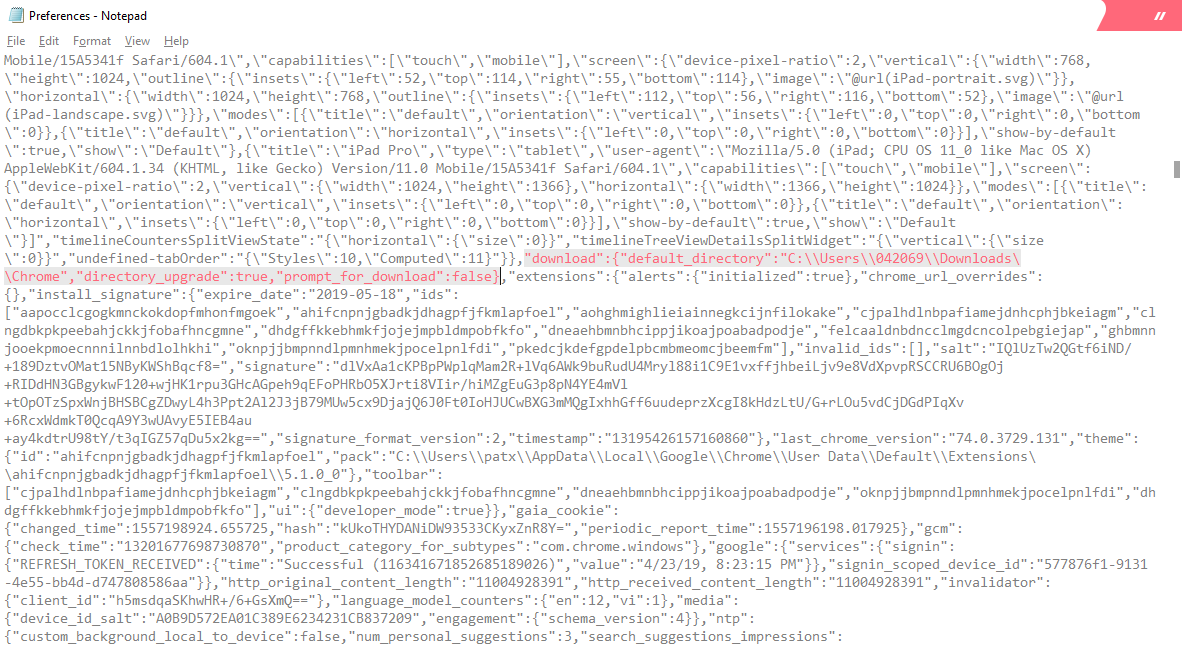 Preferences - Notepad
File Edit Format View Help
Mobile/15A5341f Safari/604.1\",\"capabilities\":[\"touch\",\"mobile\"],\"screen\":{\"device-pixel-ratio\":2,\"vertical\":{\"width\":768,
\"height\":1024,\"outline\":{\"insets\":{\"left\":52,\"top\":114,\"right\":55,\"bottom\":114},\"image\":\"@url(iPad-portrait.svg)\"}},
\"horizontal\":{\"width\":1024,\"height\":768,\"outline\":{\"insets\":{\"left\":112,\"top\":56,\"right\":116,\"bottom\":52},\"image\":\"@url
(iPad-landscape.svg)\"}}},\"modes\":[{\"title\":\"default\",\"orientation\":\"vertical\",\"insets\":{\"left\":0,\"top\":0,\"right\":0,\"bottom
\":0}},{\"title\":\"default\",\"orientation\":\"horizontal\",\"insets\":{\"left\":0,\"top\":0,\"right\":0,\"bottom\":0}}],\"show-by-default
\":true,\"show\":\"Default\"},{\"title\":\"iPad Pro\",\"type\":\"tablet\",\"user-agent\":\"Mozilla/5.0 (iPad; CPU OS 11_0 like Mac OS X)
AppleWebKit/604.1.34 (KHTML, like Gecko) Version/11.0 Mobile/15A5341f Safari/604.1\",\"capabilities\":[\"touch\",\"mobile\"],\"screen\":
{\"device-pixel-ratio\":2,\"vertical\":{\"width\":1024,\"height\":1366},\"horizontal\":{\"width\":1366,\"height\":1024}},\"modes\":[{\"title\":
\"default\",\"orientation\":\"vertical\",\"insets\":{\"left\":0,\"top\":0,\"right\":0,\"bottom\":0}},{\"title\":\"default\",\"orientation\":
\"horizontal\",\"insets\":{\"left\":0,\"top\":0,\"right\":0,\"bottom\":0}}],\"show-by-default\":true,\"show\":\"Default
\"}]","timelineCountersSplitViewState":"{\"horizontal\":{\"size\":0}}","timelineTreeViewDetailsSplitWidget":"{\"vertical\":{\"size
\":0}}","undefined-tabOrder":"{\"Styles\":10,\"Computed\":11}"}},"download":{"default_directory":"C:\\Users\\042069\\Downloads\
\Chrome","directory_upgrade":true,"prompt_for_download":false},"extensions":{"alerts":{"initialized":true},"chrome_url_overrides":
{},"install_signature":{"expire_date":"2019-05-18","ids":
["aapocclcgogkmnckokdopfmhonfmgoek","ahifcnpnjgbadkjdhagpfjjfkmlapfoel","aohghmighlieiainnegkcijnfilokake","cjpalhdlnbpafiamejdnhcphjbkeiagm","cl
ngdbkpkpeebahjckkjfobafhncgmne","dhdgffkkebhmkfjojejmpbldmpobfkfo","dneaehbmnbhcippjikoajpoabadpodje","felcaaldnbdncclmgdcncolpebgiejap","ghbmnn
jooekpmoecnnnilnnbdlolhkhi","oknpjjbmpnndlpmnhmekjpocelpnlfdi","pkedcjkdefgpdelpbcmbmeomcjbeemfm"],"invalid_ids":[],"salt":"IQlUzTw2QGtf6iND/
+189DztvOMat15NByKWShBqcf8=","signature":"dlVxAa1cKPBpPWplqMam2R+lVq6AWk9buRudU4Mryl88i1C9E1vxffjhbeiLjv9e8VdXpvpRSCCRU6BOgOj
+RIDdHN3GBgykwF120+wjHK1rpu3GHcAGpeh9qEFoPHRbO5XJrti8VIir/hiMZgEuG3p8pN4YE4mVl
+tOpOTzSpxWnjBHSBCgZDwyL4h3Ppt2Al2J3jB79MUw5cx9DjajQ6J0Ft0IoHJUCwBXG3mMQgIxhhGff6uudeprzXcgI8kHdzLtU/G+rLOu5vdCjDGdPIqXv
+6RcxWdmkT0QcqA9Y3wUAvyE5IEB4au
+ay4kdtrU98tY/t3qIGZ57qDu5x2kg==","signature_format_version":2,"timestamp":"13195426157160860"},"last_chrome_version":"74.0.3729.131","theme":
{"id":"ahifcnpnjgbadkjdhagpfjjfkmlapfoel","pack":"C:\\Users\\patx\\AppData\\Local\\Google\\Chrome\\User Data\\Default\\Extensions\
\ahifcnpnjgbadkjdhagpfjjfkmlapfoel\\5.1.0_0"},"toolbar":
["cjpalhdlnbpafiamejdnhcphjbkeiagm","clngdbkpkpeebahjckkjfobafhncgmne","dneaehbmnbhcippjikoajpoabadpodje","oknpjjbmpnndlpmnhmekjpocelpnlfdi","dh
dgffkkebhmkfjojejmpbldmpobfkfo"],"ui":{"developer_mode":true}},"gaia_cookie":
{"changed_time":1557198924.655725,"hash":"kUkoTHYDANiDW93533CKyxZnR8Y=","periodic_report_time":1557196198.017925},"gcm":
{"check_time":"13201677698730870","product_category_for_subtypes":"com.chrome.windows"},"google":{"services":{"signin":
{"REFRESH_TOKEN_RECEIVED":{"time":"Successful (116341671852685189026)","value":"4/23/19, 8:23:15 PM"}},"signin_scoped_device_id":"577876f1-9131
-4e55-bb4d-d747808586aa"}},"http_original_content_length":"11004928391","http_received_content_length":"11004928391","invalidator":
{"client_id":"h5msdqaSKhwHR+/6+GsXmQ=="},"language_model_counters":{"en":12,"vi":1},"media":
{"device_id_salt":"A0B9D572EA01C389E6234231CB837209","engagement":{"schema_version":4}},"ntp":
{"custom_background_local_to_device":false,"num_personal_suggestions":3,"search_suggestions_impressions":